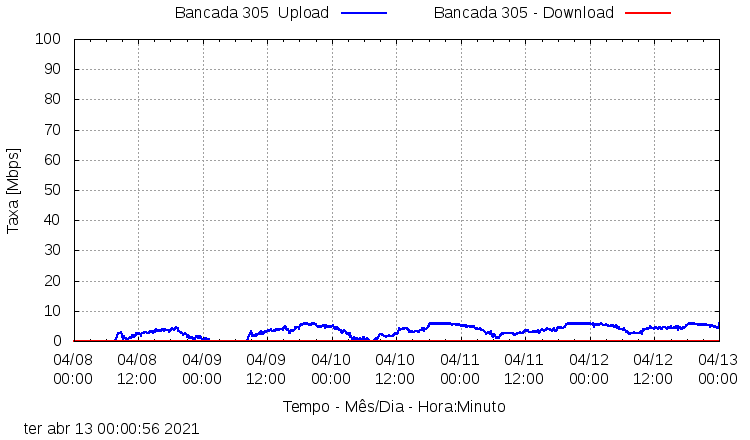 Bancada 305  Upload
Bancada 305 - Download
100
90
80
70
60
50
40
30
20
10
0
Taxa [Mbps]
04/08 04/08 04/09 04/09 04/10 04/10 04/11 04/11 04/12 04/12 04/13
00:00 12:00 00:00 12:00 00:00 12:00 00:00 12:00 00:00 12:00 00:00
Tempo - Mês/Dia - Hora:Minuto
ter abr 13 00:00:56 2021